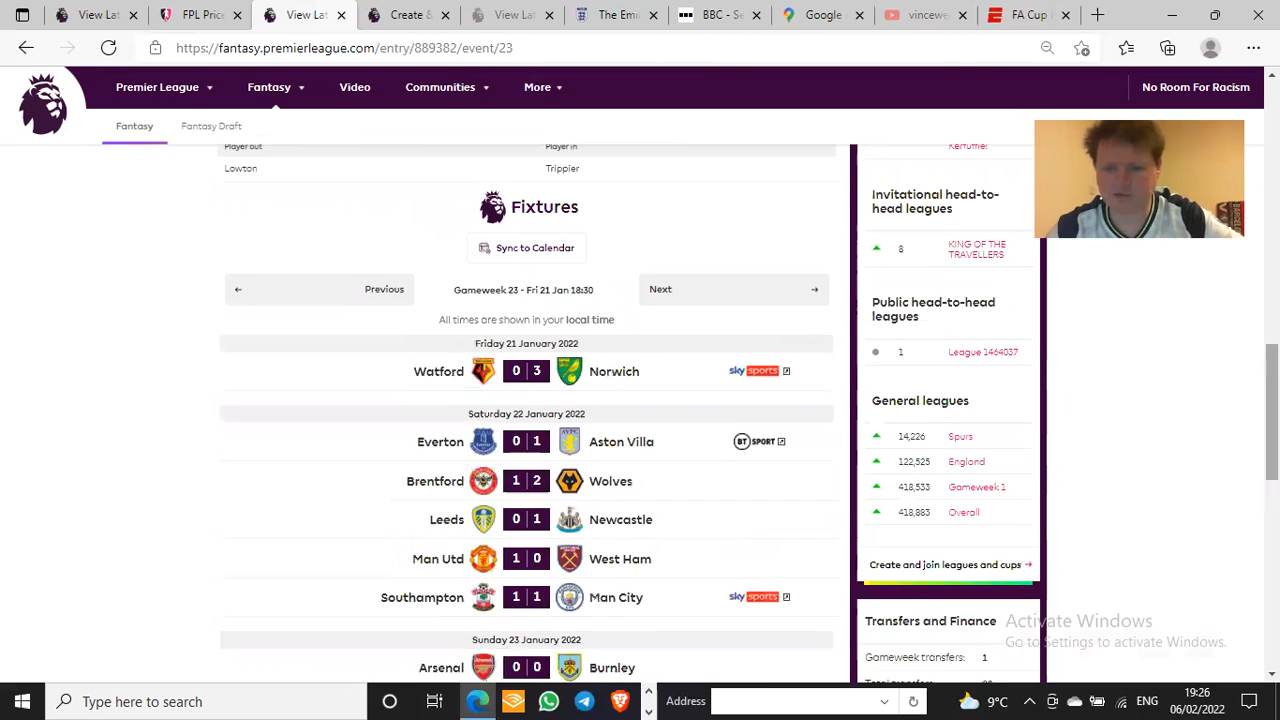 View Lat
FPL Pric
View Lat
Create &
View Lat
The Emi
BBC - Se
Google
vincewe
FA Cup
https://fantasy.premierleague.com/entry/889382/event/23
Premier League
Fantasy
Video
Communities
More
No Room For Racism
Fantasy
Fantasy Draft
Player out
Player in
Lowton
Trippier
Fixtures
Sync to Calendar
Previous
Gameweek 23 - Fri 21 Jan 18:30
Next
All times are shown in your local time
Friday 21 January 2022
Watford 0 3 Norwich sky sports
Saturday 22 January 2022
Everton 0 1 Aston Villa BT SPORT
Brentford 1 2 Wolves
Leeds 0 1 Newcastle
Man Utd 1 0 West Ham
Southampton 1 1 Man City sky sports
Sunday 23 January 2022
Arsenal 0 0 Burnley
Kerfuffle!
Invitational head-to-
head leagues
8 KING OF THE
TRAVELLERS
Public head-to-head
leagues
1 League 1464037
General leagues
14,226 Spurs
122,525 England
418,533 Gameweek 1
418,883 Overall
Create and join leagues and cups
Transfers and Finance
Gameweek transfers: 1
BARCELO
Activate Windows
Go to Settings to activate Windows.
Type here to search
Address
9°C
ENG
19:26
06/02/2022